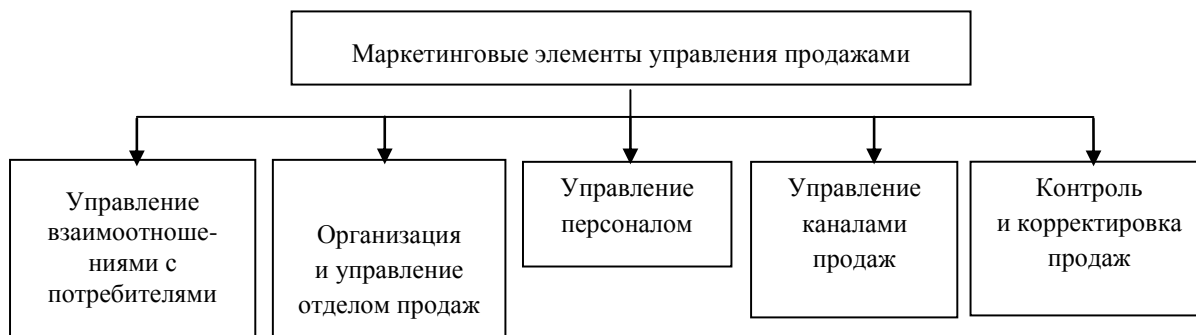 Маркетинговые элементы управления продажами
Управление
взаимоотноше-
ниями с
потребителями
Организация
и управление
отделом продаж
Управление
персоналом
Управление
каналами
продаж
Контроль
и корректировка
продаж